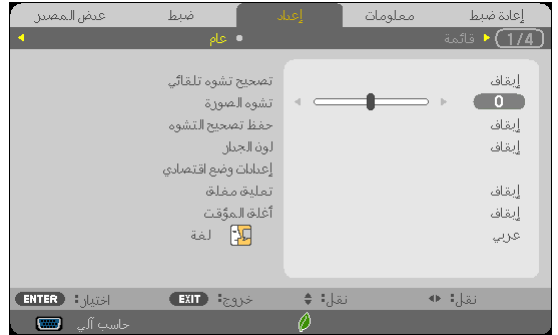 عرض المصدر ضبط إعداد معلومات إعادة ضبط
عام ● قائمة 1/4
تصحيح تشوه تلقائي إيقاف
تشوه الصورة 0
حفظ تصحيح التشوه إيقاف
لون الجدار إيقاف
إعدادات وضع اقتصادي
تعليق مغلق إيقاف
أغلق المؤقت إيقاف
لغة عربي
ENTER اختيار: EXIT خروج: نقل: نقل:
حاسب آلي